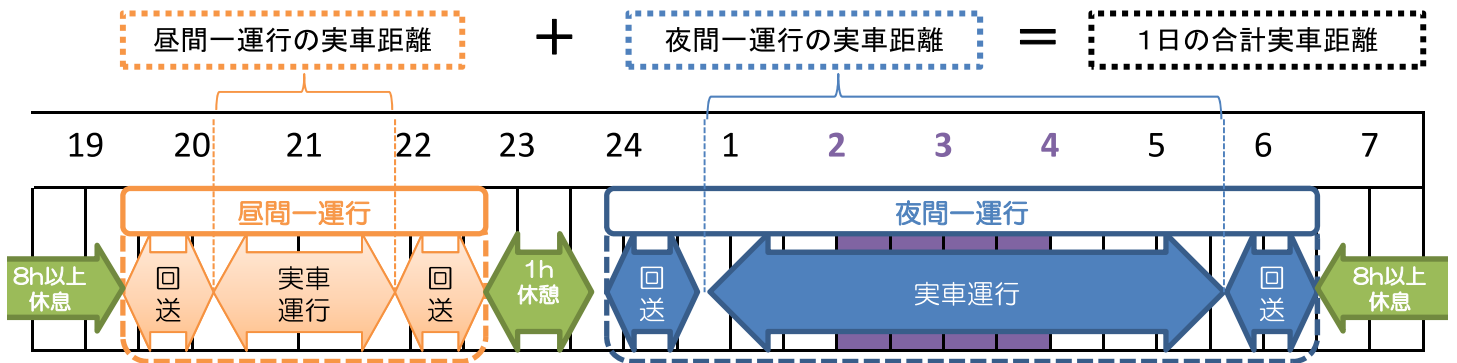 昼間一運行の実車距離 + 夜間一運行の実車距離 = 1日の合計実車距離
19 20 21 22 23 24 1 2 3 4 5 6 7
昼間一運行
夜間一運行
8h以上
休息
回
送
実車
運行
回
送
1h
休憩
回
送
実車運行
回
送
8h以上
休息